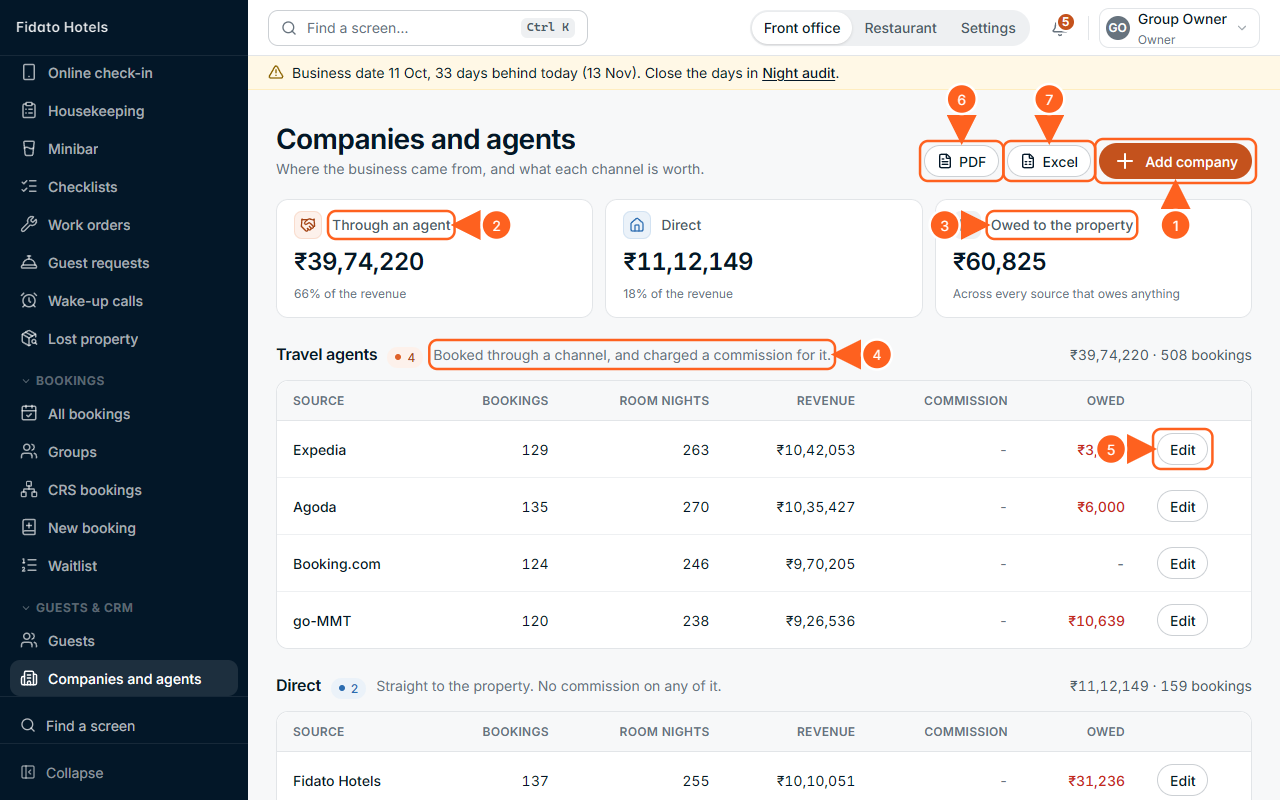 Fidato Hotels
Find a screen...
Ctrl K
Front office
Restaurant
Settings
5
GO
Group Owner
Owner
Online check-in
Housekeeping
Minibar
Checklists
Work orders
Guest requests
Wake-up calls
Lost property
BOOKINGS
All bookings
Groups
CRS bookings
New booking
Waitlist
GUESTS & CRM
Guests
Companies and agents
Find a screen
Collapse
Business date 11 Oct, 33 days behind today (13 Nov). Close the days in Night audit.
6
7
Companies and agents
Where the business came from, and what each channel is worth.
PDF
Excel
Add company
1
Through an agent
2
₹39,74,220
66% of the revenue
Direct
₹11,12,149
18% of the revenue
3
Owed to the property
₹60,825
Across every source that owes anything
Travel agents
4
Booked through a channel, and charged a commission for it.
4
₹39,74,220 · 508 bookings
SOURCE BOOKINGS ROOM NIGHTS REVENUE COMMISSION OWED
Expedia 129 263 ₹10,42,053 - ₹3, 5 Edit
Agoda 135 270 ₹10,35,427 - ₹6,000 Edit
Booking.com 124 246 ₹9,70,205 - - Edit
go-MMT 120 238 ₹9,26,536 - ₹10,639 Edit
Direct
2
Straight to the property. No commission on any of it.
₹11,12,149 · 159 bookings
SOURCE BOOKINGS ROOM NIGHTS REVENUE COMMISSION OWED
Fidato Hotels 137 255 ₹10,10,051 - ₹31,236 Edit